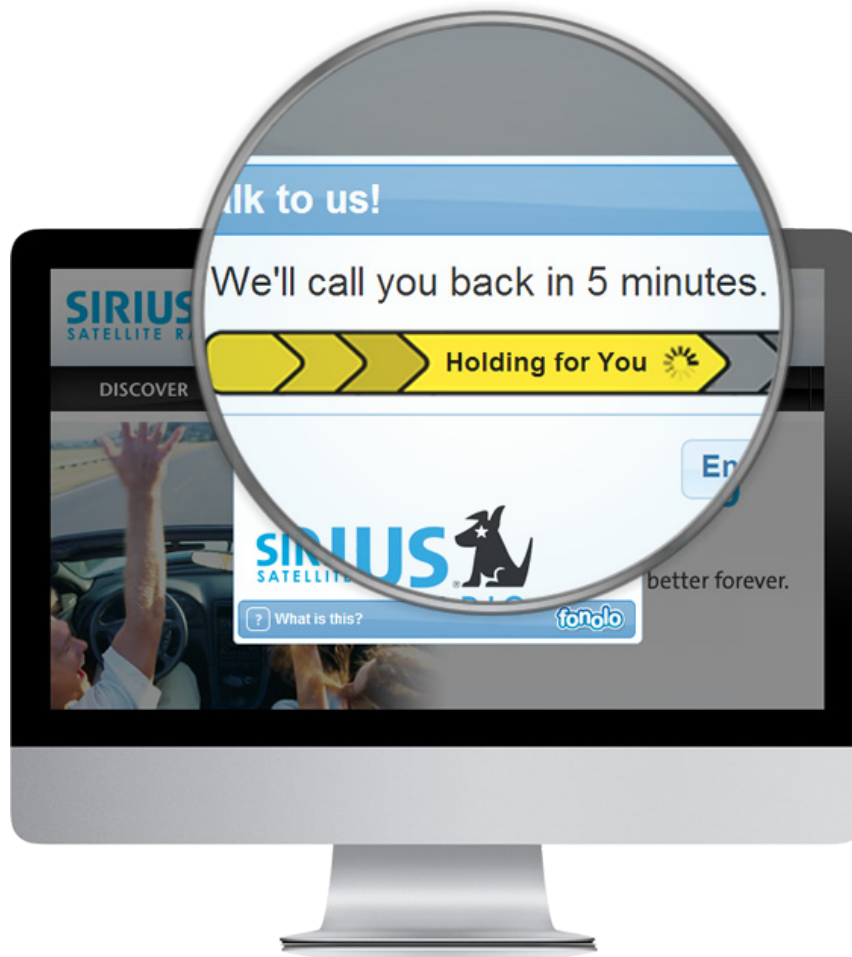 lk to us!
We'll call you back in 5 minutes.
SIRIUS
SATELLITE
Holding for You
DISCOVER
En
SIRIUS
SATELLITE
better forever.
? What is this?
fonolo